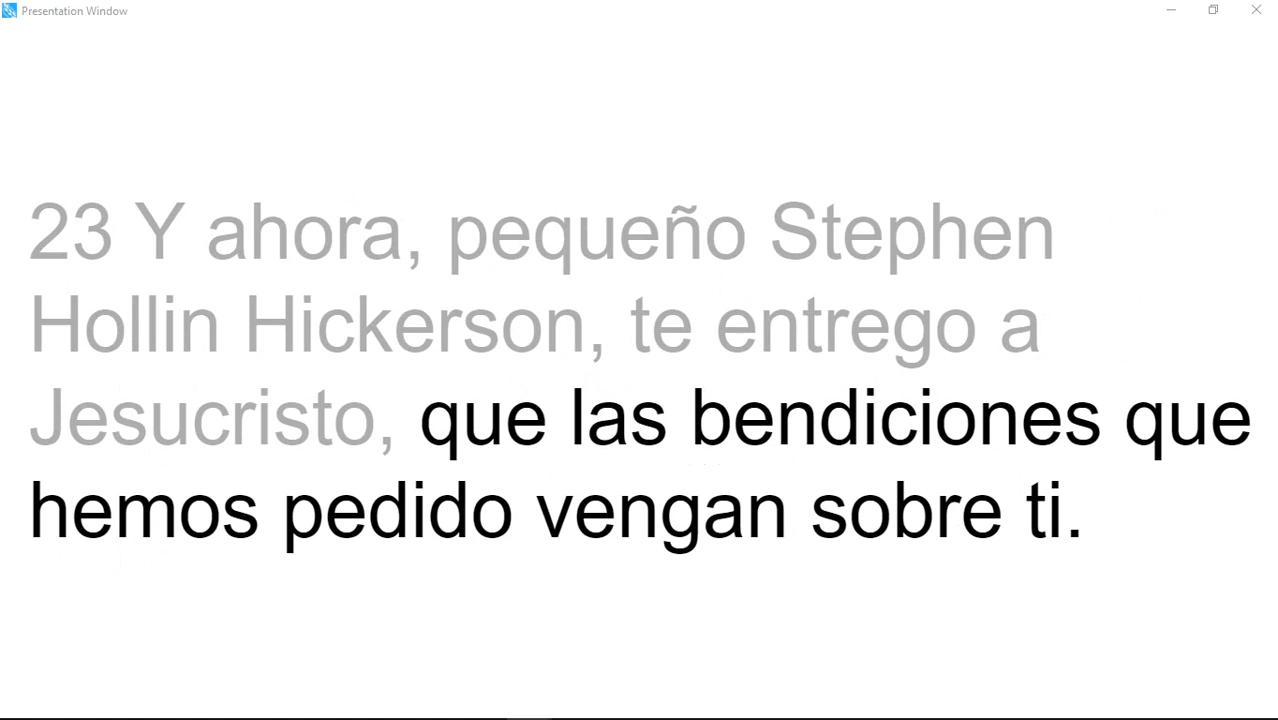 Presentation Window
23 Y ahora, pequeño Stephen
Hollin Hickerson, te entrego a
Jesucristo, que las bendiciones que
hemos pedido vengan sobre ti.